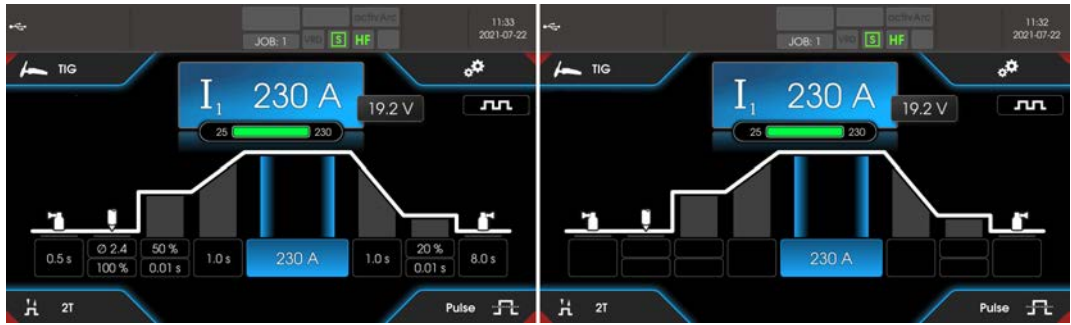 activArc
11:33
JOB: 1 VRD S HF
2021-07-22
TIG
I1 230 A
19.2 V
25 230
0.5 s
Ø 2.4
100 %
50 %
0.01 s
1.0 s
230 A
1.0 s
20 %
0.01 s
8.0 s
2T
Pulse
activArc
11:32
JOB: 1 VRD S HF
2021-07-22
TIG
I1 230 A
19.2 V
25 230
230 A
2T
Pulse